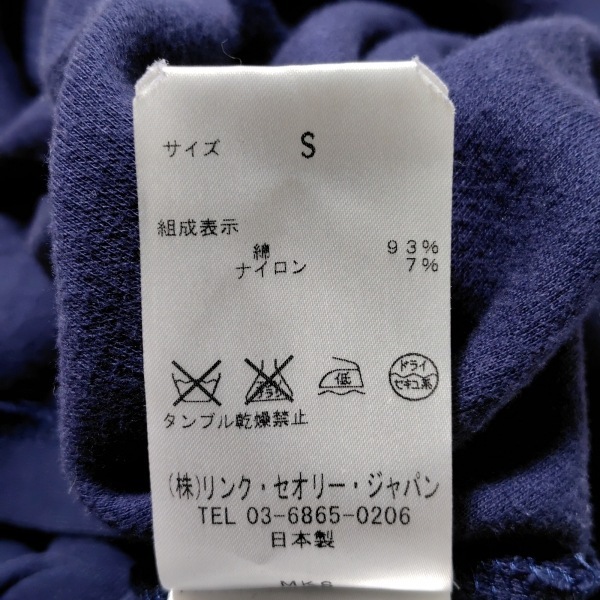 サイズ S
組成表示
綿 93%
ナイロン 7%
低 ドライ
セキユ系
タンブル乾燥禁止
(株)リンク・セオリー・ジャパン
TEL 03-6865-0206
日本製